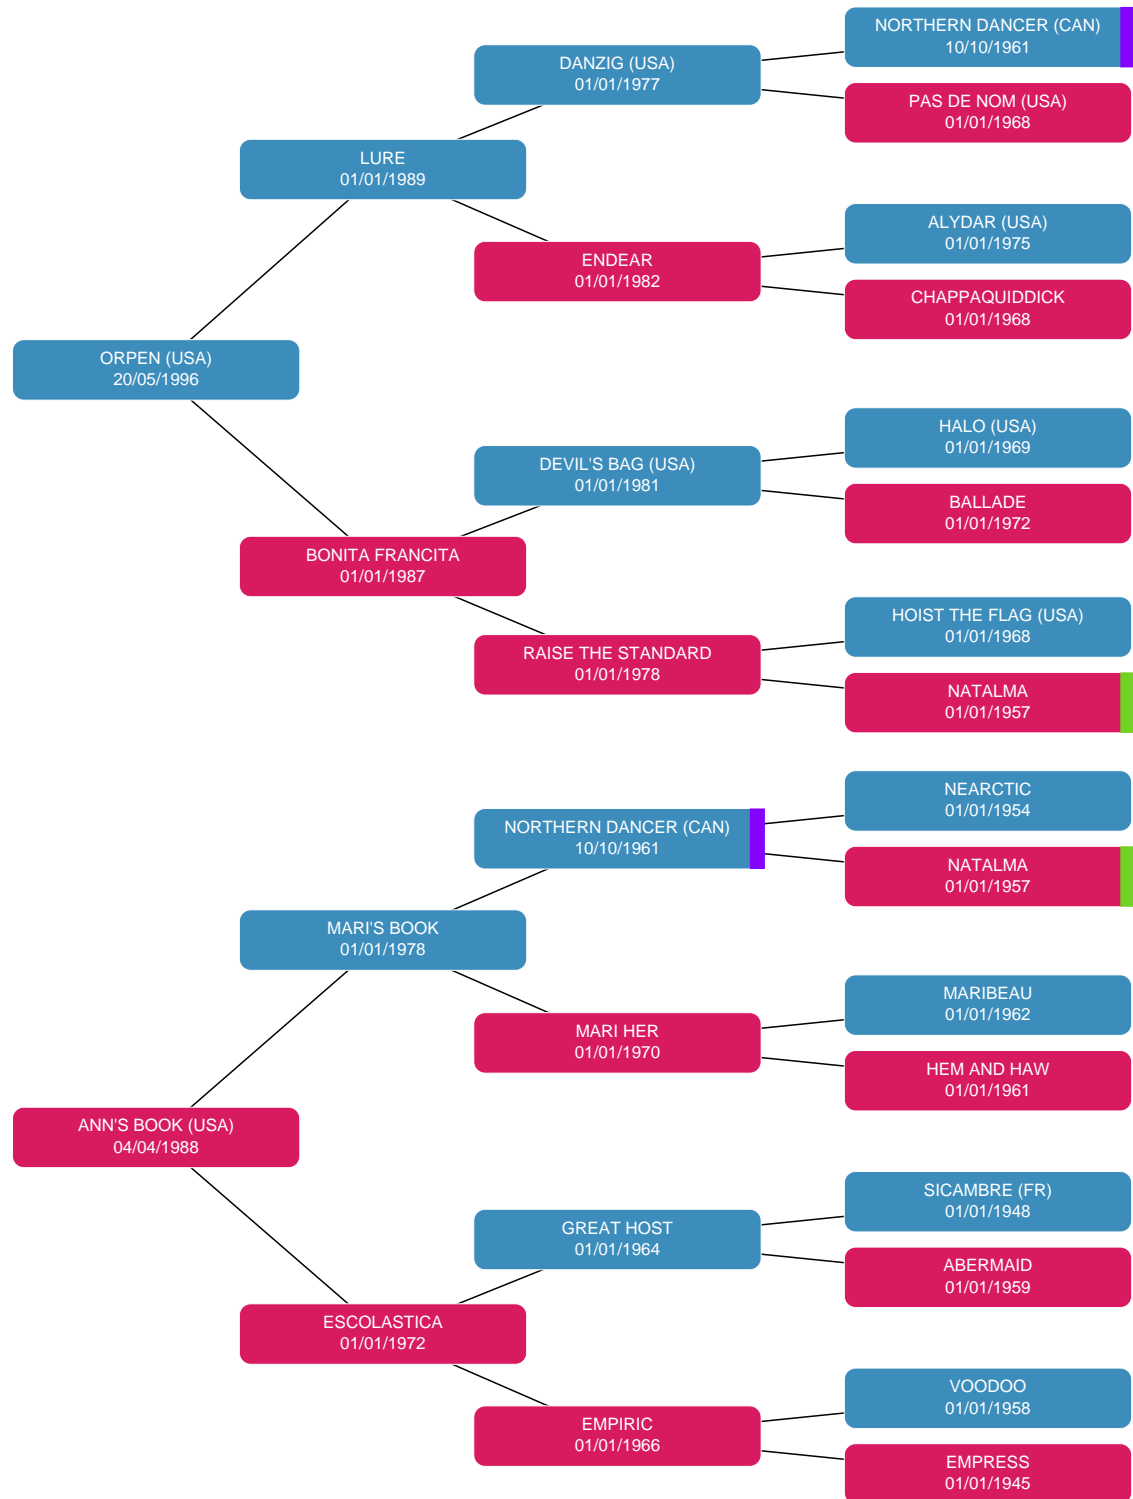 NORTHERN DANCER (CAN)
10/10/1961
DANZIG (USA)
01/01/1977
PAS DE NOM (USA)
01/01/1968
LURE
01/01/1989
ALYDAR (USA)
01/01/1975
ENDEAR
01/01/1982
CHAPPAQUIDDICK
01/01/1968
ORPEN (USA)
20/05/1996
HALO (USA)
01/01/1969
DEVIL'S BAG (USA)
01/01/1981
BALLADE
01/01/1972
BONITA FRANCITA
01/01/1987
HOIST THE FLAG (USA)
01/01/1968
RAISE THE STANDARD
01/01/1978
NATALMA
01/01/1957
NEARCTIC
01/01/1954
NORTHERN DANCER (CAN)
10/10/1961
NATALMA
01/01/1957
MARI'S BOOK
01/01/1978
MARIBEAU
01/01/1962
MARI HER
01/01/1970
HEM AND HAW
01/01/1961
ANN'S BOOK (USA)
04/04/1988
SICAMBRE (FR)
01/01/1948
GREAT HOST
01/01/1964
ABERMAID
01/01/1959
ESCOLASTICA
01/01/1972
VOODOO
01/01/1958
EMPIRIC
01/01/1966
EMPRESS
01/01/1945